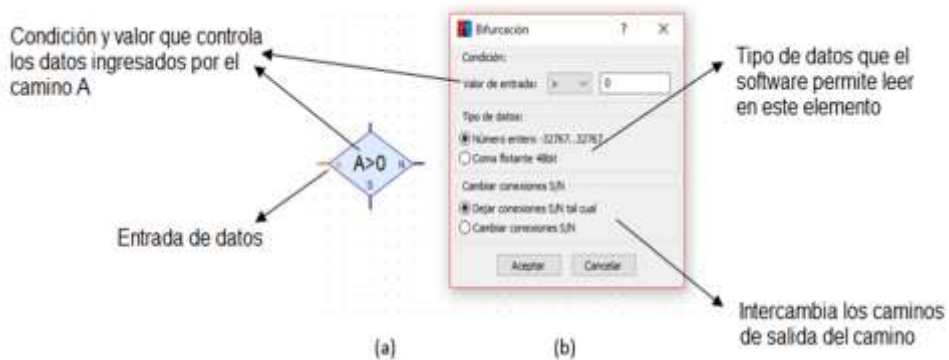 Condición y valor que controla
los datos ingresados por el
camino A
A>0
N
S
Entrada de datos
(a)
Bifurcación ? ×
Condición:
Valor de entrada: > 0
Tipo de datos:
Número entero -32767...32767
Coma flotante 48bit
Cambiar conexiones S/N
Dejar conexiones S/N tal cual
Cambiar conexiones S/N
Aceptar Cancelar
(b)
Tipo de datos que el
software permite leer
en este elemento
Intercambia los caminos
de salida del camino